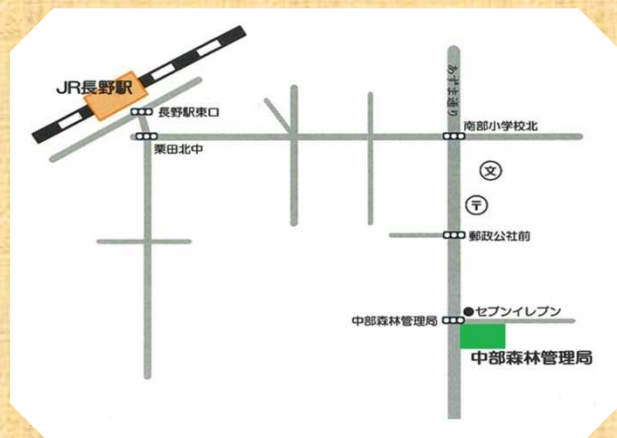 JR長野駅
長野駅東口
栗田北中
あずま通り
南部小学校北
文
〒
郵政公社前
セブンイレブン
中部森林管理局
中部森林管理局